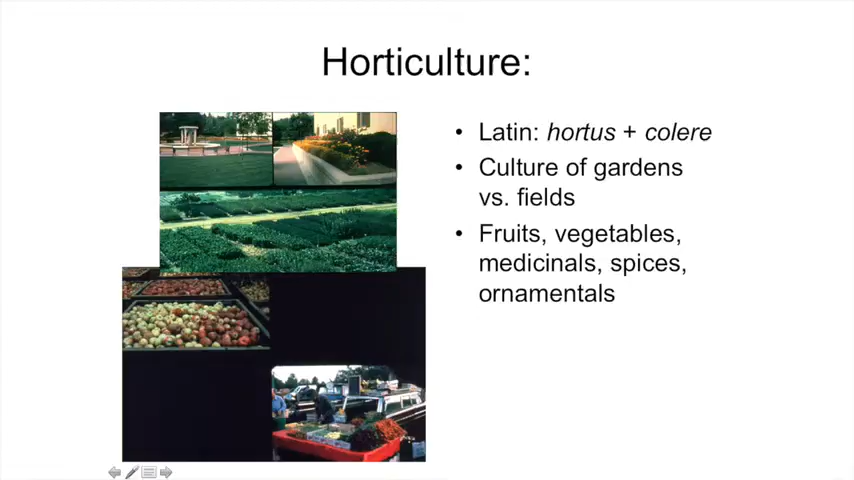 Horticulture:
• Latin: hortus + colere
• Culture of gardens
vs. fields
• Fruits, vegetables,
medicinals, spices,
ornamentals